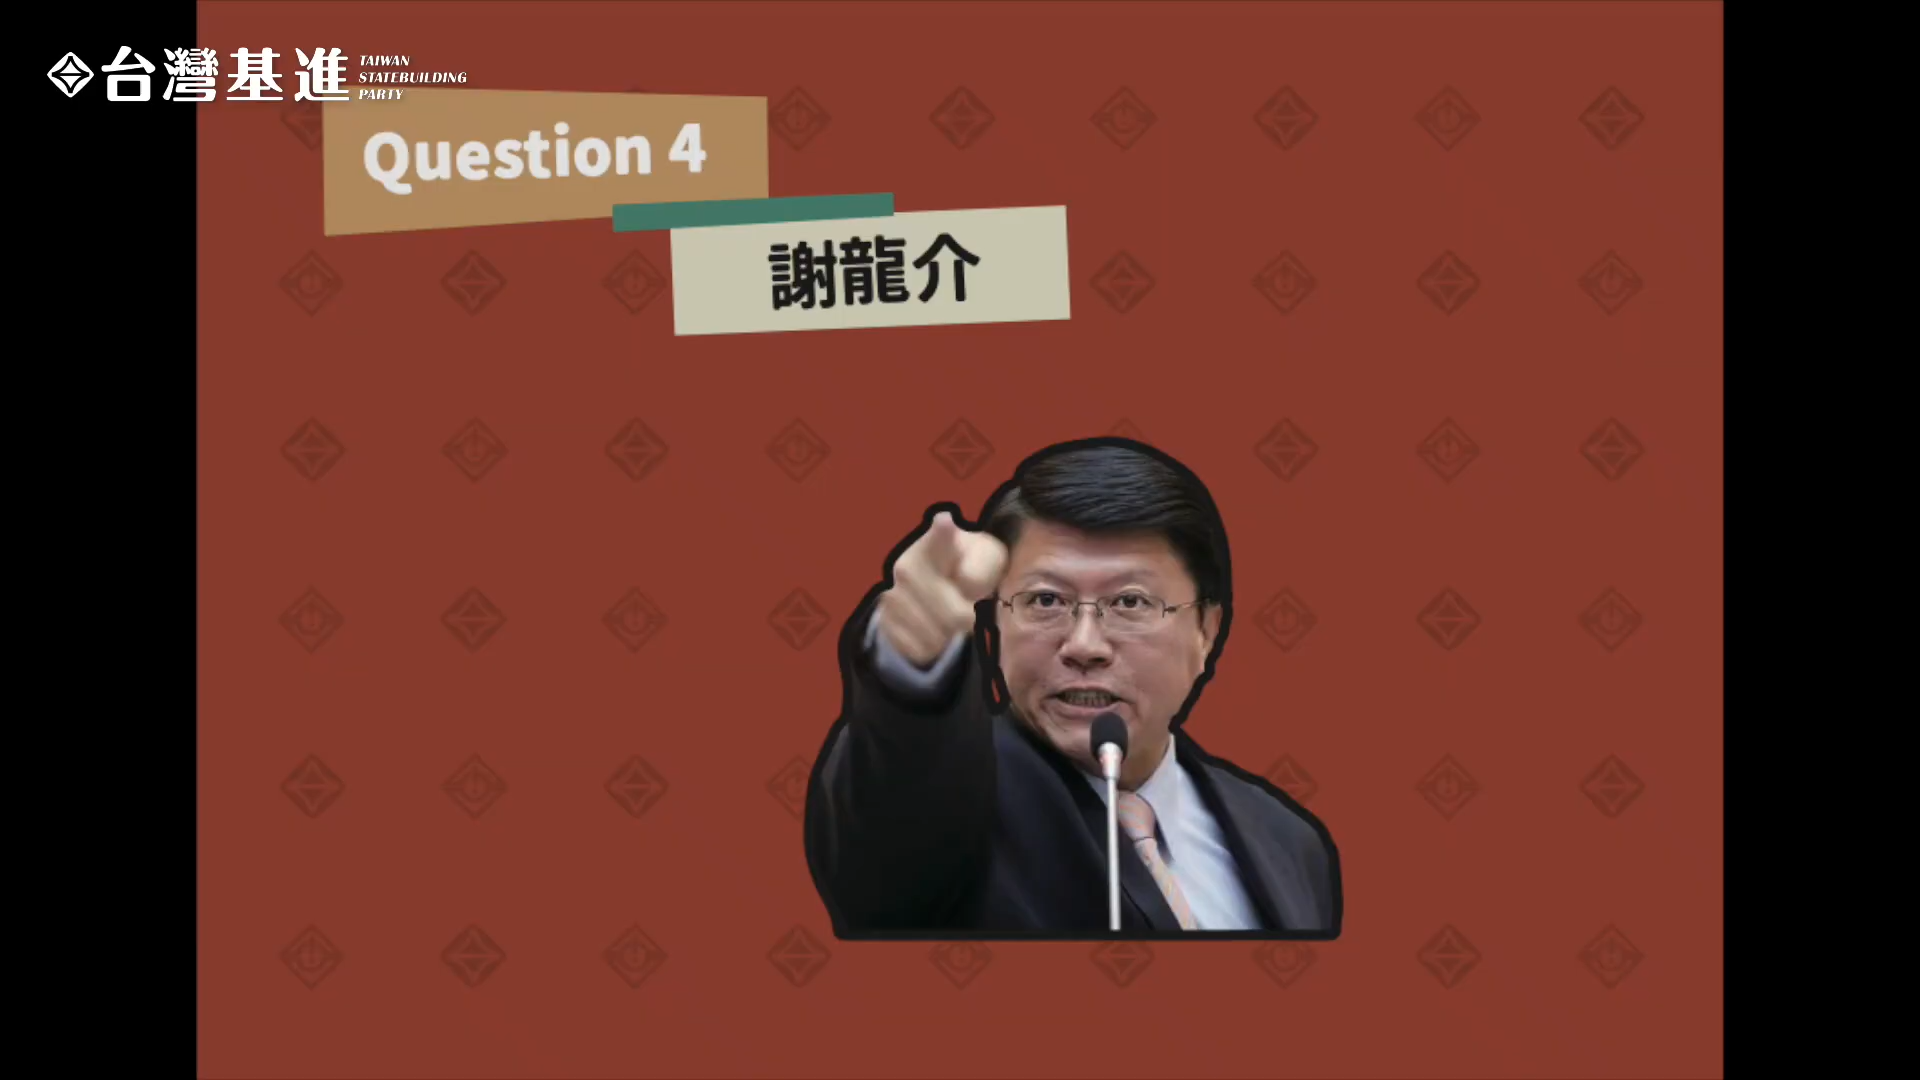 台灣基進
TAIWAN
STATEBUILDING
PARTY
Question 4
謝龍介